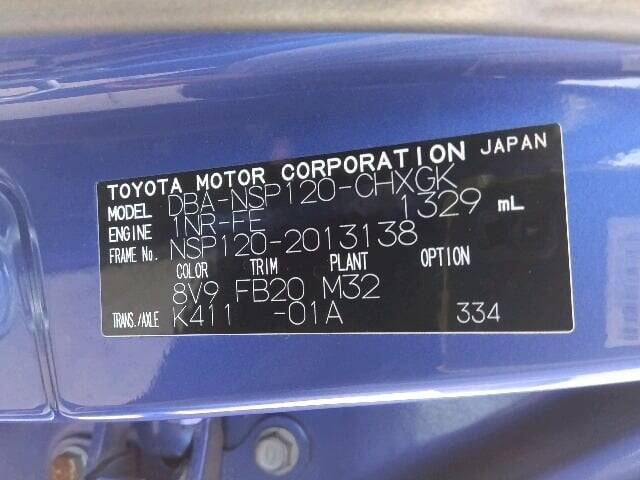 TOYOTA MOTOR CORPORATION JAPAN
MODEL DBA-NSP120-CHXGK
ENGINE 1NR-FE 1329 mL
FRAME No. NSP120-2013138
COLOR TRIM PLANT OPTION
8V9 FB20 M32
TRANS./AXLE K411 -01A 334